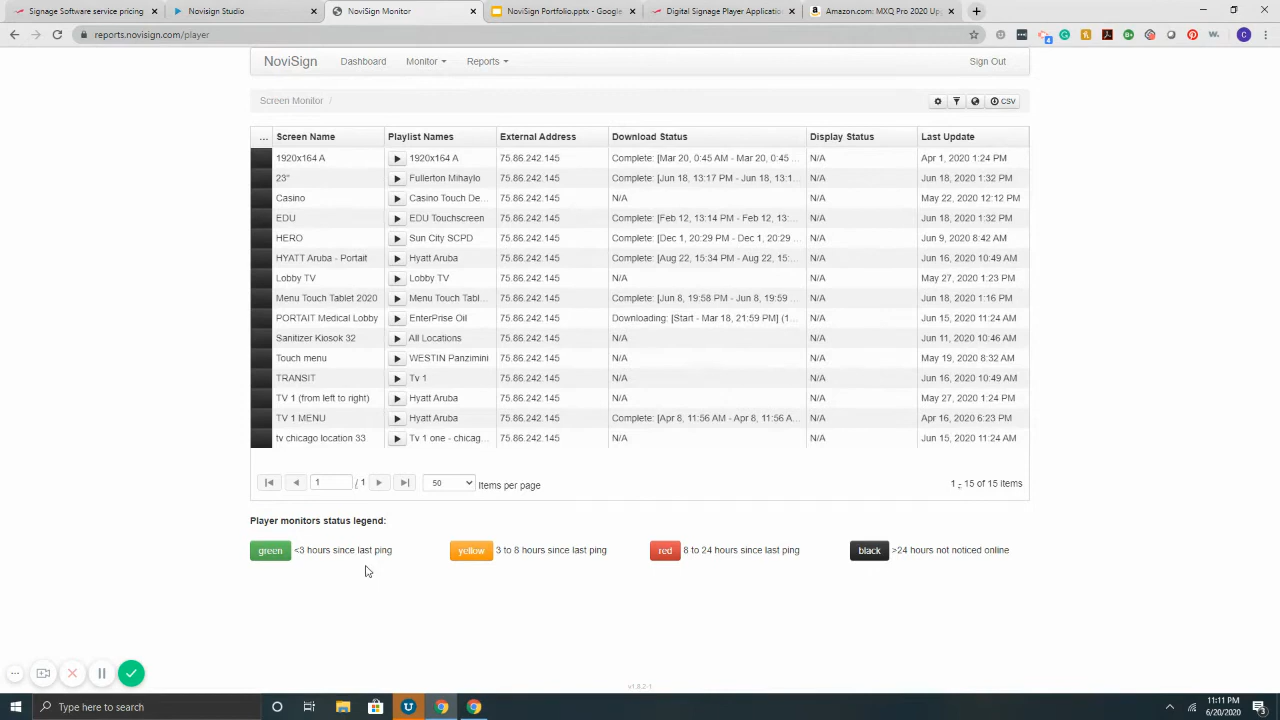 Signage Software service pricing
Novisign Studio
NoviSign Monitor
NoviSign Portfolio.pptx - Google
Digital Signage Player Application
Amazon.com: MXQ Pro 2020 Up
reports.novisign.com/player
NoviSign Dashboard Monitor Reports Sign Out
Screen Monitor /
CSV
... Screen Name Playlist Names External Address Download Status Display Status Last Update
1920x164 A 1920x164 A 75.86.242.145 Complete: [Mar 20, 0:45 AM - Mar 20, 0:45 ... N/A Apr 1, 2020 1:24 PM
23" Fullerton Mihaylo 75.86.242.145 Complete: [Jun 18, 13:17 PM - Jun 18, 13:1... N/A Jun 18, 2020 1:32 PM
Casino Casino Touch De... 75.86.242.145 N/A N/A May 22, 2020 12:12 PM
EDU EDU Touchscreen 75.86.242.145 Complete: [Feb 12, 13:14 PM - Feb 12, 13:... N/A Jun 18, 2020 1:32 PM
HERO Sun City SCPD 75.86.242.145 Complete: [Dec 1, 20:29 PM - Dec 1, 20:29 ... N/A Jun 9, 2020 8:42 AM
HYATT Aruba - Portait Hyatt Aruba 75.86.242.145 Complete: [Aug 22, 15:34 PM - Aug 22, 15:... N/A Jun 16, 2020 10:49 AM
Lobby TV Lobby TV 75.86.242.145 N/A N/A May 27, 2020 1:23 PM
Menu Touch Tablet 2020 Menu Touch Tabl... 75.86.242.145 Complete: [Jun 8, 19:58 PM - Jun 8, 19:59 ... N/A Jun 18, 2020 1:16 PM
PORTAIT Medical Lobby EnterPrise Oil 75.86.242.145 Downloading: [Start - Mar 18, 21:59 PM] (1... N/A Jun 15, 2020 11:24 AM
Sanitizer Kiosok 32 All Locations 75.86.242.145 N/A N/A Jun 11, 2020 10:46 AM
Touch menu WESTIN Panzimini 75.86.242.145 N/A N/A May 19, 2020 8:32 AM
TRANSIT Tv 1 75.86.242.145 N/A N/A Jun 16, 2020 10:49 AM
TV 1 (from left to right) Hyatt Aruba 75.86.242.145 N/A N/A May 27, 2020 1:24 PM
TV 1 MENU Hyatt Aruba 75.86.242.145 Complete: [Apr 8, 11:56 AM - Apr 8, 11:56 A... N/A Apr 16, 2020 6:23 PM
tv chicago location 33 Tv 1 one - chicag... 75.86.242.145 N/A N/A Jun 15, 2020 11:24 AM
1 / 1 50 Items per page 1 - 15 of 15 items
Player monitors status legend:
green <3 hours since last ping yellow 3 to 8 hours since last ping red 8 to 24 hours since last ping black >24 hours not noticed online
v1.8.2-1
Type here to search
11:11 PM
6/20/2020